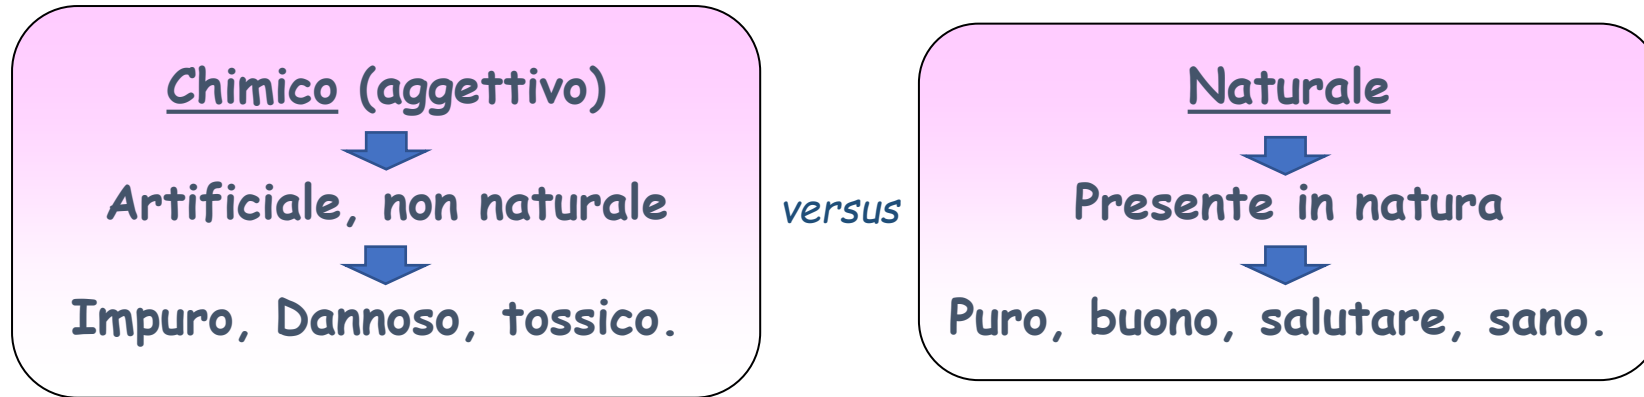 Chimico (aggettivo)
Artificiale, non naturale
Impuro, Dannoso, tossico.
versus
Naturale
Presente in natura
Puro, buono, salutare, sano.